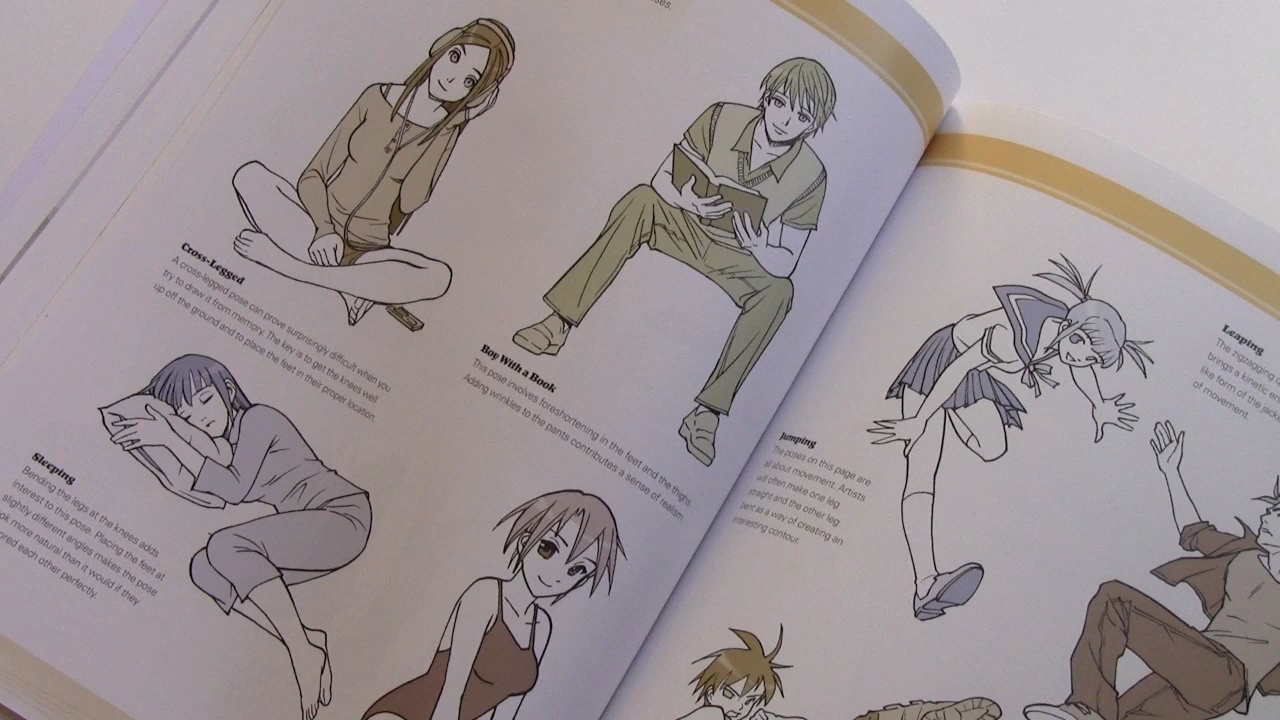 Cross-Legged
A cross-legged pose can prove surprisingly difficult when you
try to draw it from memory. The key is to get the knees well
up off the ground and to place the feet in their proper location.
Boy With a Book
This pose involves foreshortening in the feet and the thighs.
Adding wrinkles to the pants contributes a sense of realism.
Sleeping
Bending the legs at the knees adds
interest to this pose. Placing the feet at
slightly different angles makes the pose
more natural than it would if they
each other perfectly.
Jumping
The poses on this page are
all about movement. Artists
will often make one leg
straight and the other leg
bent as a way of creating an
interesting contour.
Leaping
The zigzagging
brings a kinetic
like form of the
of movement.